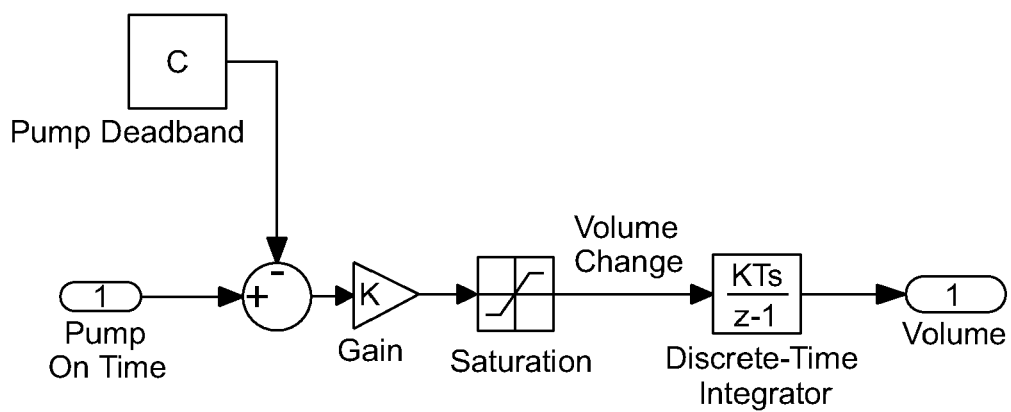 C
Pump Deadband
-
+
1
Pump
On Time
K
Gain
Saturation
Volume
Change
KTs
z-1
Discrete-Time
Integrator
1
Volume